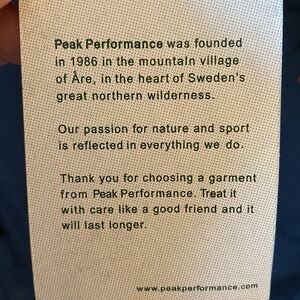 Peak Performance was founded
in 1986 in the mountain village
of Åre, in the heart of Sweden's
great northern wilderness.
Our passion for nature and sport
is reflected in everything we do.
Thank you for choosing a garment
from Peak Performance. Treat it
with care like a good friend and it
will last longer.
www.peakperformance.com